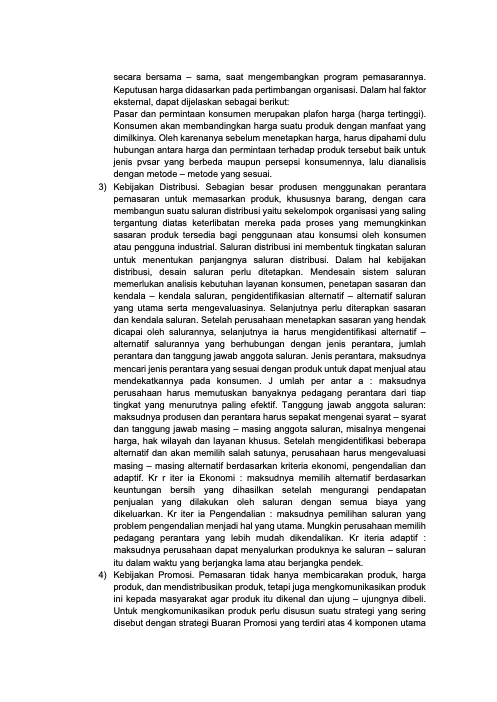 secara bersama – sama, saat mengembangkan program pemasarannya.
Keputusan harga didasarkan pada pertimbangan organisasi. Dalam hal faktor
eksternal, dapat dijelaskan sebagai berikut:
Pasar dan permintaan konsumen merupakan plafon harga (harga tertinggi).
Konsumen akan membandingkan harga suatu produk dengan manfaat yang
dimilkinya. Oleh karenanya sebelum menetapkan harga, harus dipahami dulu
hubungan antara harga dan permintaan terhadap produk tersebut baik untuk
jenis pvsar yang berbeda maupun persepsi konsumennya, lalu dianalisis
dengan metode – metode yang sesuai.
3) Kebijakan Distribusi. Sebagian besar produsen menggunakan perantara
pemasaran untuk memasarkan produk, khususnya barang, dengan cara
membangun suatu saluran distribusi yaitu sekelompok organisasi yang saling
tergantung diatas keterlibatan mereka pada proses yang memungkinkan
sasaran produk tersedia bagi penggunaan atau konsumsi oleh konsumen
atau pengguna industrial. Saluran distribusi ini membentuk tingkatan saluran
untuk menentukan panjangnya saluran distribusi. Dalam hal kebijakan
distribusi, desain saluran perlu ditetapkan. Mendesain sistem saluran
memerlukan analisis kebutuhan layanan konsumen, penetapan sasaran dan
kendala – kendala saluran, pengidentifikasian alternatif – alternatif saluran
yang utama serta mengevaluasinya. Selanjutnya perlu diterapkan sasaran
dan kendala saluran. Setelah perusahaan menetapkan sasaran yang hendak
dicapai oleh salurannya, selanjutnya ia harus mengidentifikasi alternatif –
alternatif salurannya yang berhubungan dengan jenis perantara, jumlah
perantara dan tanggung jawab anggota saluran. Jenis perantara, maksudnya
mencari jenis perantara yang sesuai dengan produk untuk dapat menjual atau
mendekatkannya pada konsumen. J umlah per antar a : maksudnya
perusahaan harus memutuskan banyaknya pedagang perantara dari tiap
tingkat yang menurutnya paling efektif. Tanggung jawab anggota saluran:
maksudnya produsen dan perantara harus sepakat mengenai syarat – syarat
dan tanggung jawab masing – masing anggota saluran, misalnya mengenai
harga, hak wilayah dan layanan khusus. Setelah mengidentifikasi beberapa
alternatif dan akan memilih salah satunya, perusahaan harus mengevaluasi
masing – masing alternatif berdasarkan kriteria ekonomi, pengendalian dan
adaptif. Kr r iter ia Ekonomi : maksudnya memilih alternatif berdasarkan
keuntungan bersih yang dihasilkan setelah mengurangi pendapatan
penjualan yang dilakukan oleh saluran dengan semua biaya yang
dikeluarkan. Kr iter ia Pengendalian : maksudnya pemilihan saluran yang
problem pengendalian menjadi hal yang utama. Mungkin perusahaan memilih
pedagang perantara yang lebih mudah dikendalikan. Kr iteria adaptif :
maksudnya perusahaan dapat menyalurkan produknya ke saluran – saluran
itu dalam waktu yang berjangka lama atau berjangka pendek.
4) Kebijakan Promosi. Pemasaran tidak hanya membicarakan produk, harga
produk, dan mendistribusikan produk, tetapi juga mengkomunikasikan produk
ini kepada masyarakat agar produk itu dikenal dan ujung – ujungnya dibeli.
Untuk mengkomunikasikan produk perlu disusun suatu strategi yang sering
disebut dengan strategi Buaran Promosi yang terdiri atas 4 komponen utama